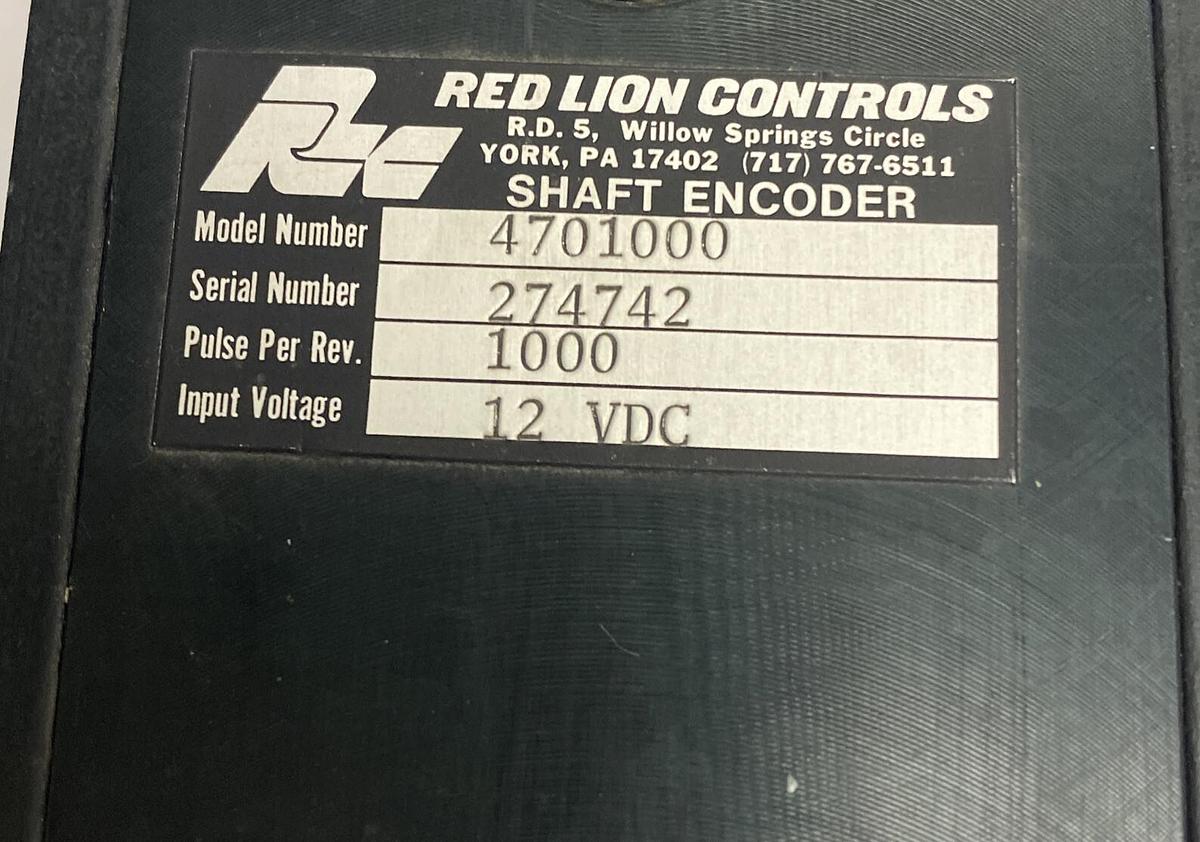 RLC
RED LION CONTROLS
R.D. 5, Willow Springs Circle
YORK, PA 17402 (717) 767-6511
SHAFT ENCODER
Model Number 4701000
Serial Number 274742
Pulse Per Rev. 1000
Input Voltage 12 VDC